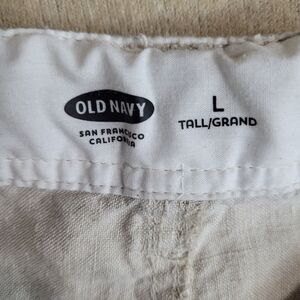 OLD NAVY
SAN FRANCISCO
CALIFORNIA
L
TALL/GRAND